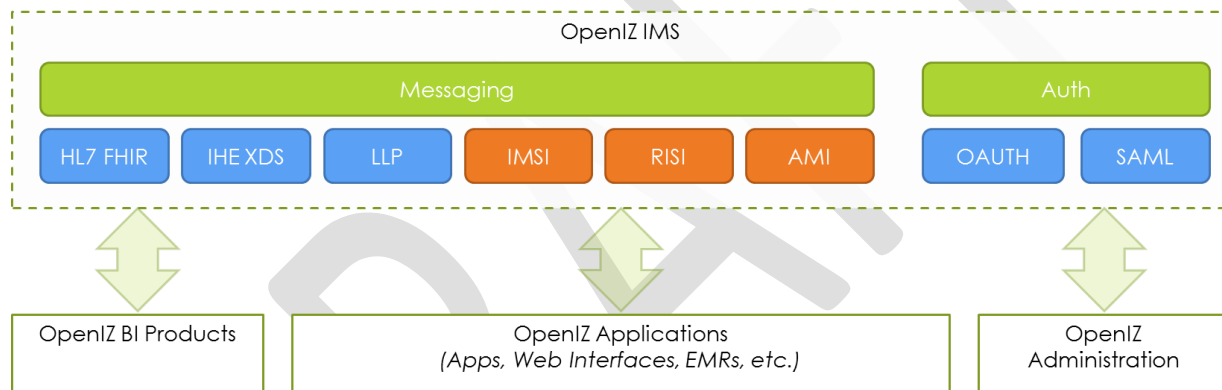 OpenIZ IMS
Messaging
Auth
HL7 FHIR
IHE XDS
LLP
IMSI
RISI
AMI
OAUTH
SAML
OpenIZ BI Products
OpenIZ Applications
(Apps, Web Interfaces, EMRs, etc.)
OpenIZ
Administration